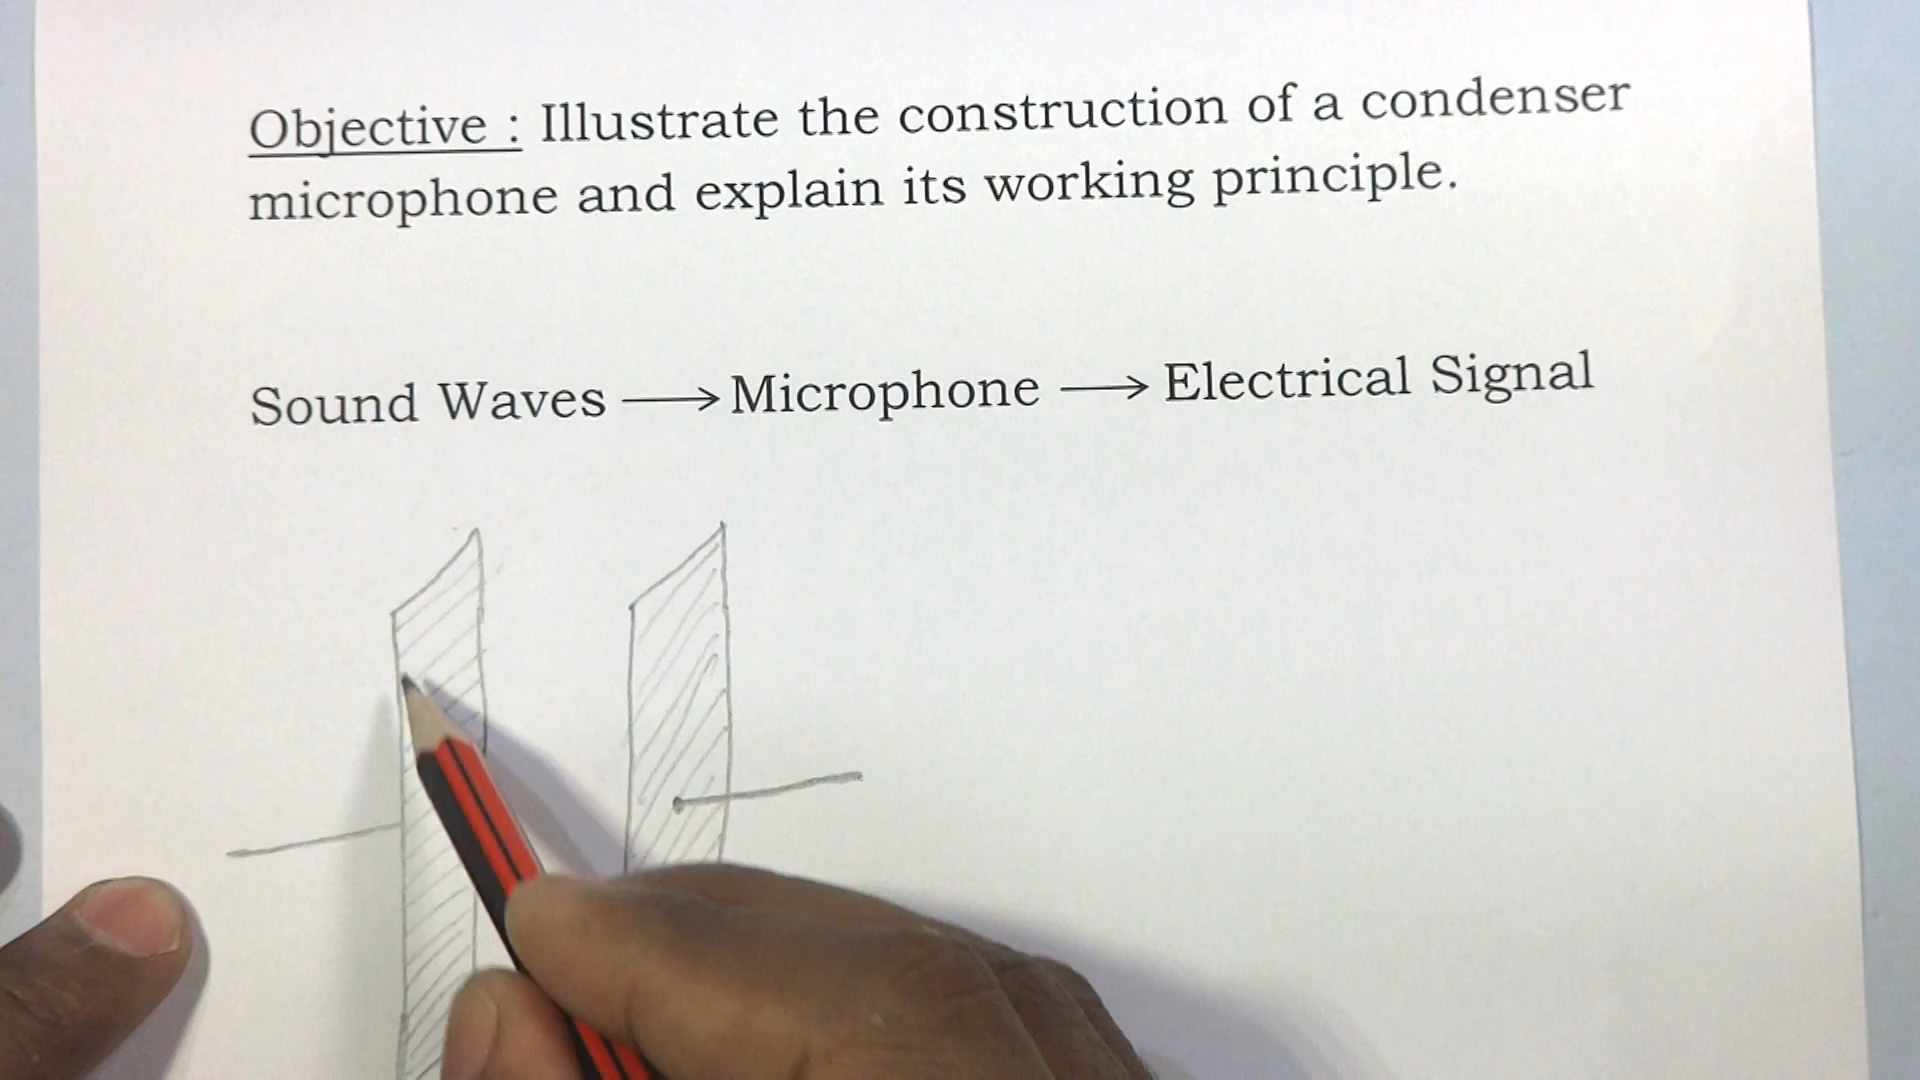 Objective : Illustrate the construction of a condenser
microphone and explain its working principle.
Sound Waves ⟶ Microphone ⟶ Electrical Signal